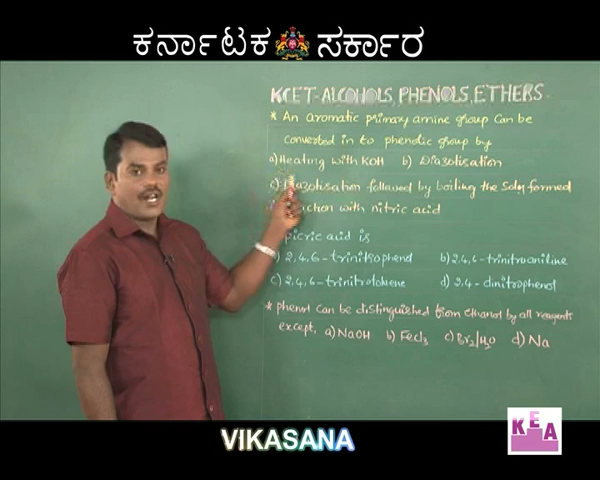 ಕರ್ನಾಟಕ ಸರ್ಕಾರ
KCET-ALCOHOLS, PHENOLS, ETHERS
* An aromatic primary amine group can be
converted in to phenolic group by
a) Heating with KOH b) Diazotisation
c) Diazotisation followed by boiling the Soln formed
with nitric acid
picric acid is
2,4,6-trinitrophenol b) 2,4,6-trinitroaniline
c) 2,4,6-trinitrotoluene d) 2,4-dinitrophenol
* phenol can be distinguished from ethanol by all reagents
except, a) NaOH b) FeCl3 c) Br2/H2O d) Na
VIKASANA
KEA